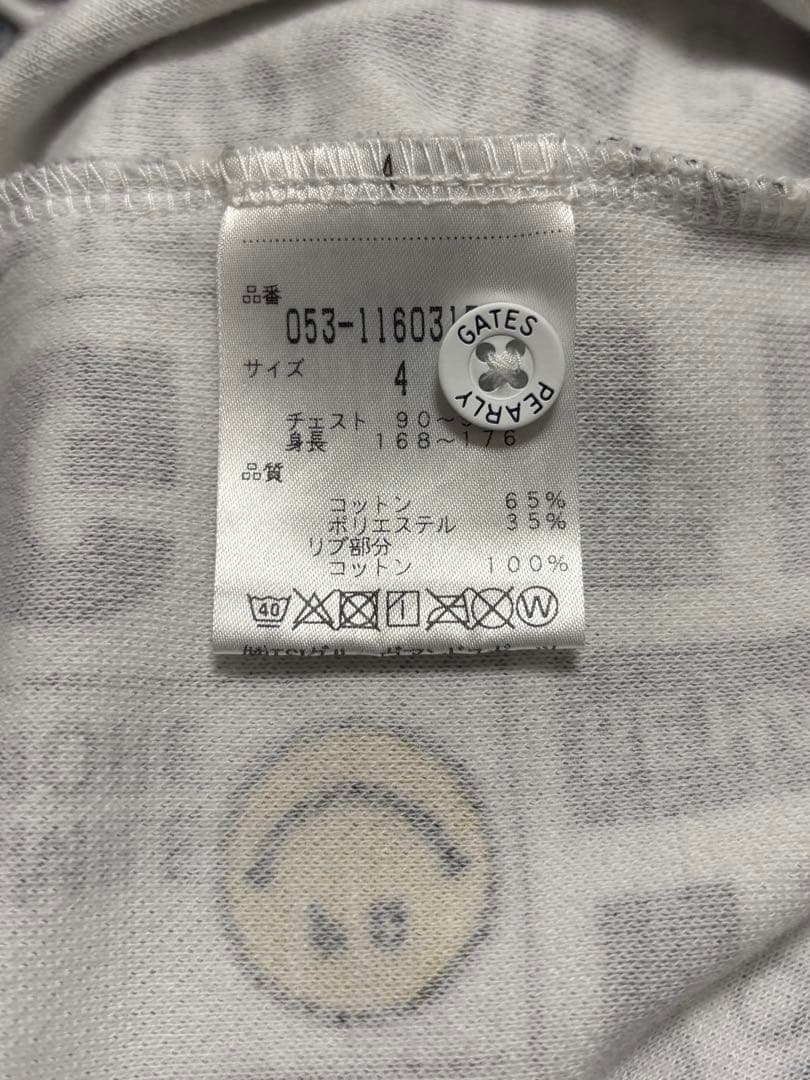 4
品番
053-116031
サイズ
4
GATES
PEARLY
チェスト 90~
身長 168~176
品質
コットン 65%
ポリエステル 35%
リブ部分
コットン 100%
40
W